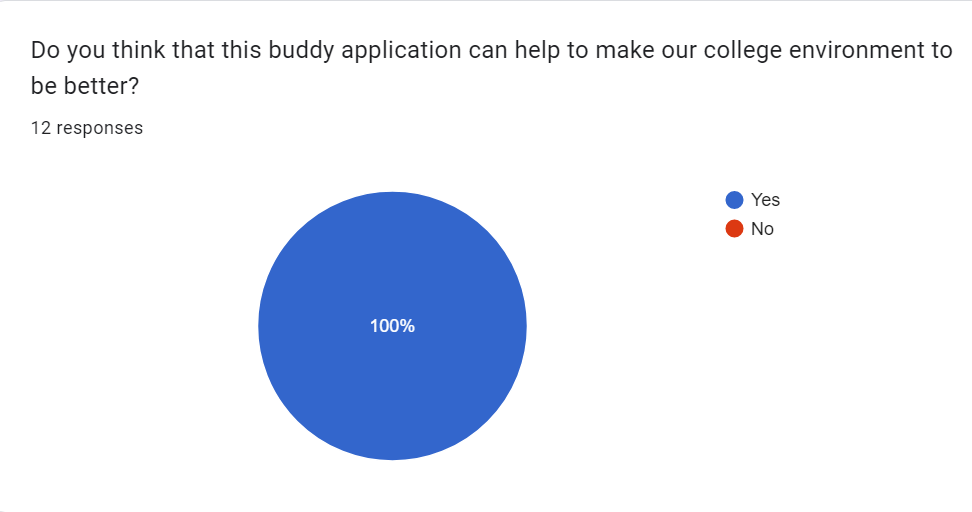 Do you think that this buddy application can help to make our college environment to
be better?
12 responses
Yes
No
100%